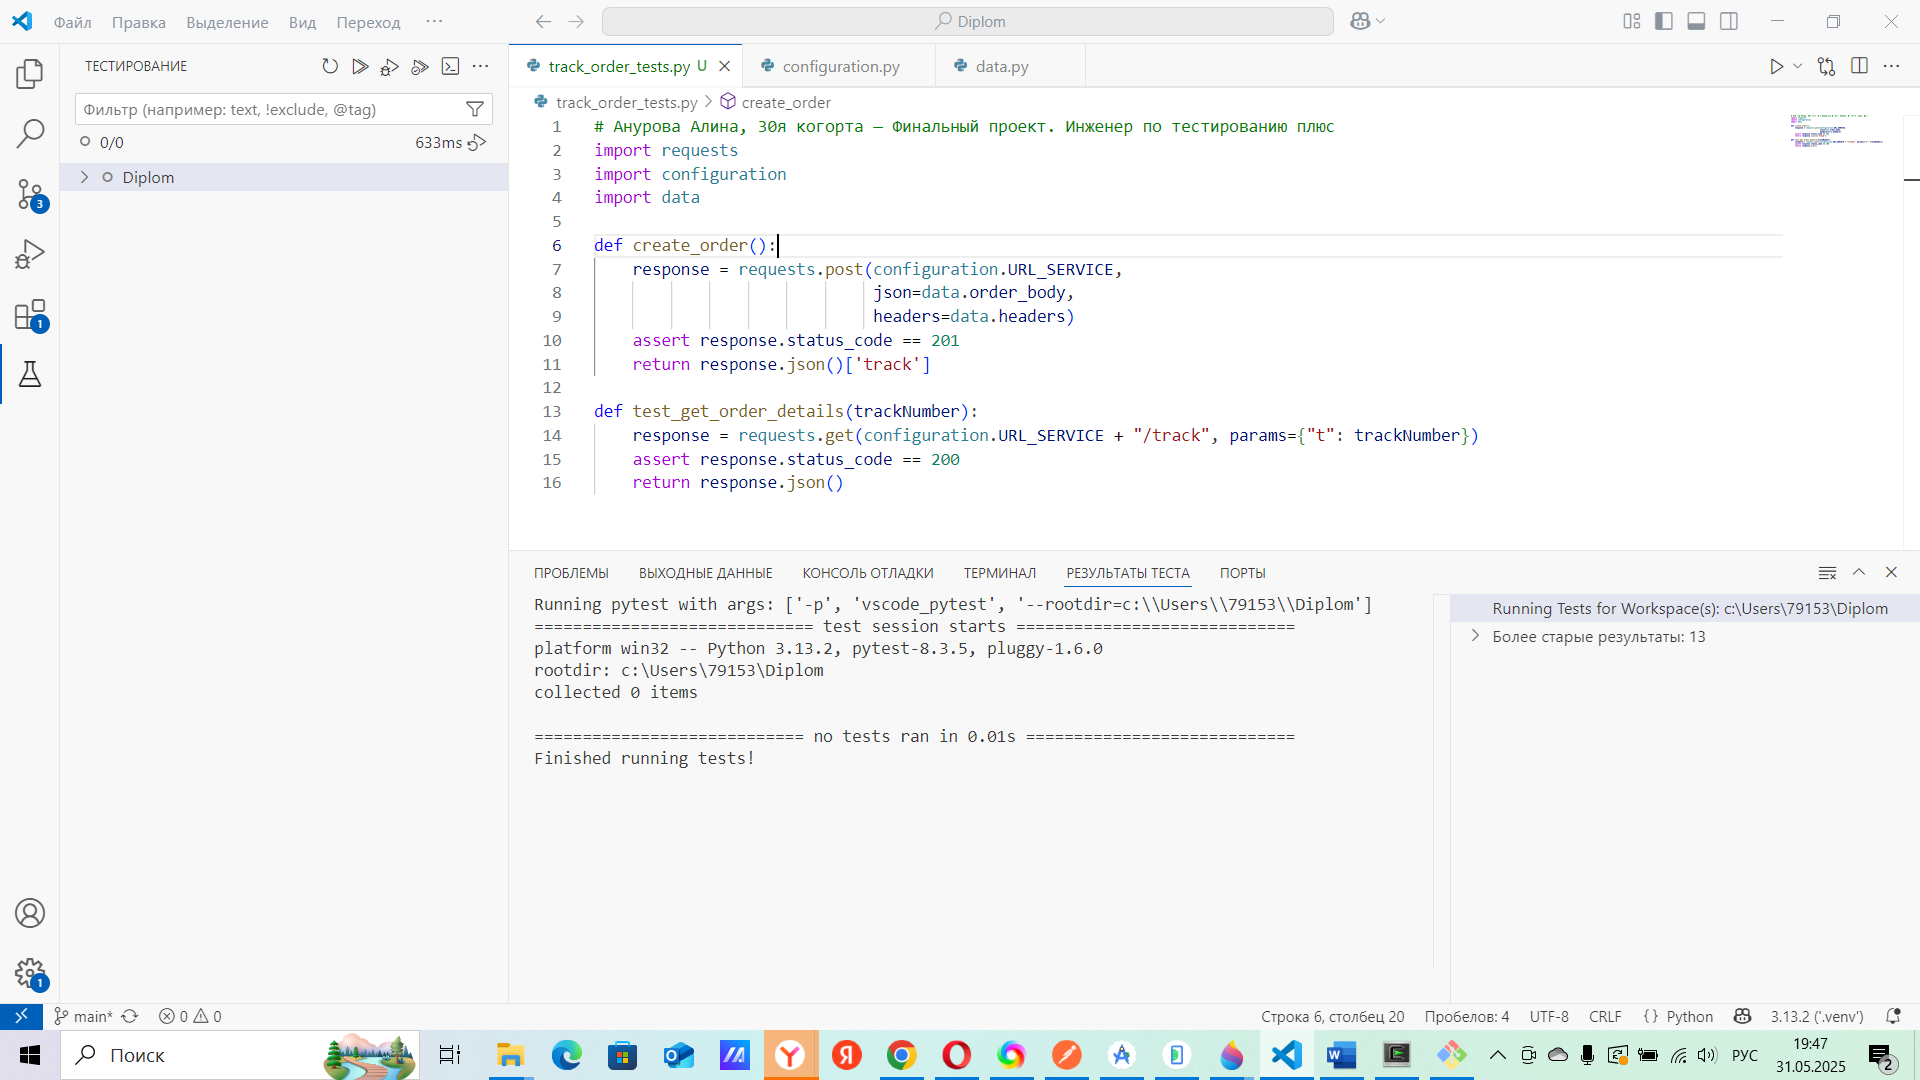 Файл Правка Выделение Вид Переход ··· Diplom
ТЕСТИРОВАНИЕ
Фильтр (например: text, !exclude, @tag)
0/0 633ms
Diplom
3
1
1
track_order_tests.py U configuration.py data.py
track_order_tests.py > create_order
1 # Анурова Алина, 30я когорта — Финальный проект. Инженер по тестированию плюс
2 import requests
3 import configuration
4 import data
5
6 def create_order():
7 response = requests.post(configuration.URL_SERVICE,
8 json=data.order_body,
9 headers=data.headers)
10 assert response.status_code == 201
11 return response.json()['track']
12
13 def test_get_order_details(trackNumber):
14 response = requests.get(configuration.URL_SERVICE + "/track", params={"t": trackNumber})
15 assert response.status_code == 200
16 return response.json()
ПРОБЛЕМЫ ВЫХОДНЫЕ ДАННЫЕ КОНСОЛЬ ОТЛАДКИ ТЕРМИНАЛ РЕЗУЛЬТАТЫ ТЕСТА ПОРТЫ
Running pytest with args: ['-p', 'vscode_pytest', '--rootdir=c:\\Users\\79153\\Diplom']
============================= test session starts =============================
platform win32 -- Python 3.13.2, pytest-8.3.5, pluggy-1.6.0
rootdir: c:\Users\79153\Diplom
collected 0 items
============================ no tests ran in 0.01s ============================
Finished running tests!
Running Tests for Workspace(s): c:\Users\79153\Diplom
Более старые результаты: 13
main* 0 0 Строка 6, столбец 20 Пробелов: 4 UTF-8 CRLF {} Python 3.13.2 ('.venv')
Поиск
РУС
19:47
31.05.2025
2